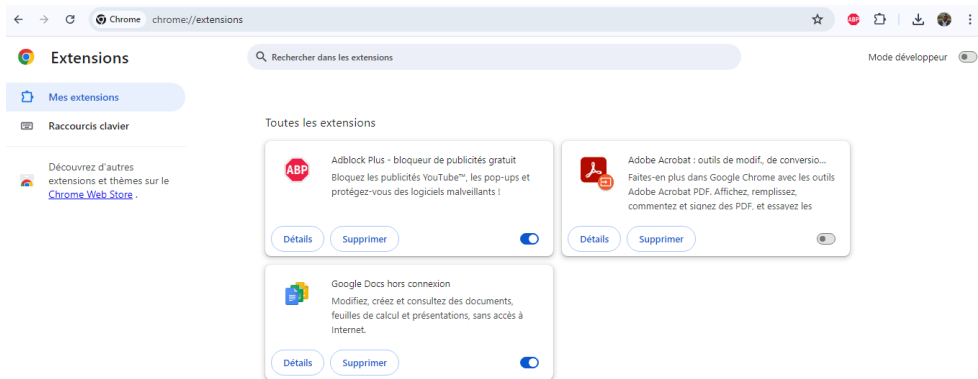 Chrome chrome://extensions
ABP
Extensions
Rechercher dans les extensions
Mode développeur
Mes extensions
Raccourcis clavier
Découvrez d'autres
extensions et thèmes sur le
Chrome Web Store .
Toutes les extensions
ABP
Adblock Plus - bloqueur de publicités gratuit
Bloquez les publicités YouTube™, les pop-ups et
protégez-vous des logiciels malveillants !
Détails Supprimer
Adobe Acrobat : outils de modif., de conversio...
Faites-en plus dans Google Chrome avec les outils
Adobe Acrobat PDF. Affichez, remplissez,
commentez et signez des PDF, et essayez les
Détails Supprimer
Google Docs hors connexion
Modifiez, créez et consultez des documents,
feuilles de calcul et présentations, sans accès à
Internet.
Détails Supprimer